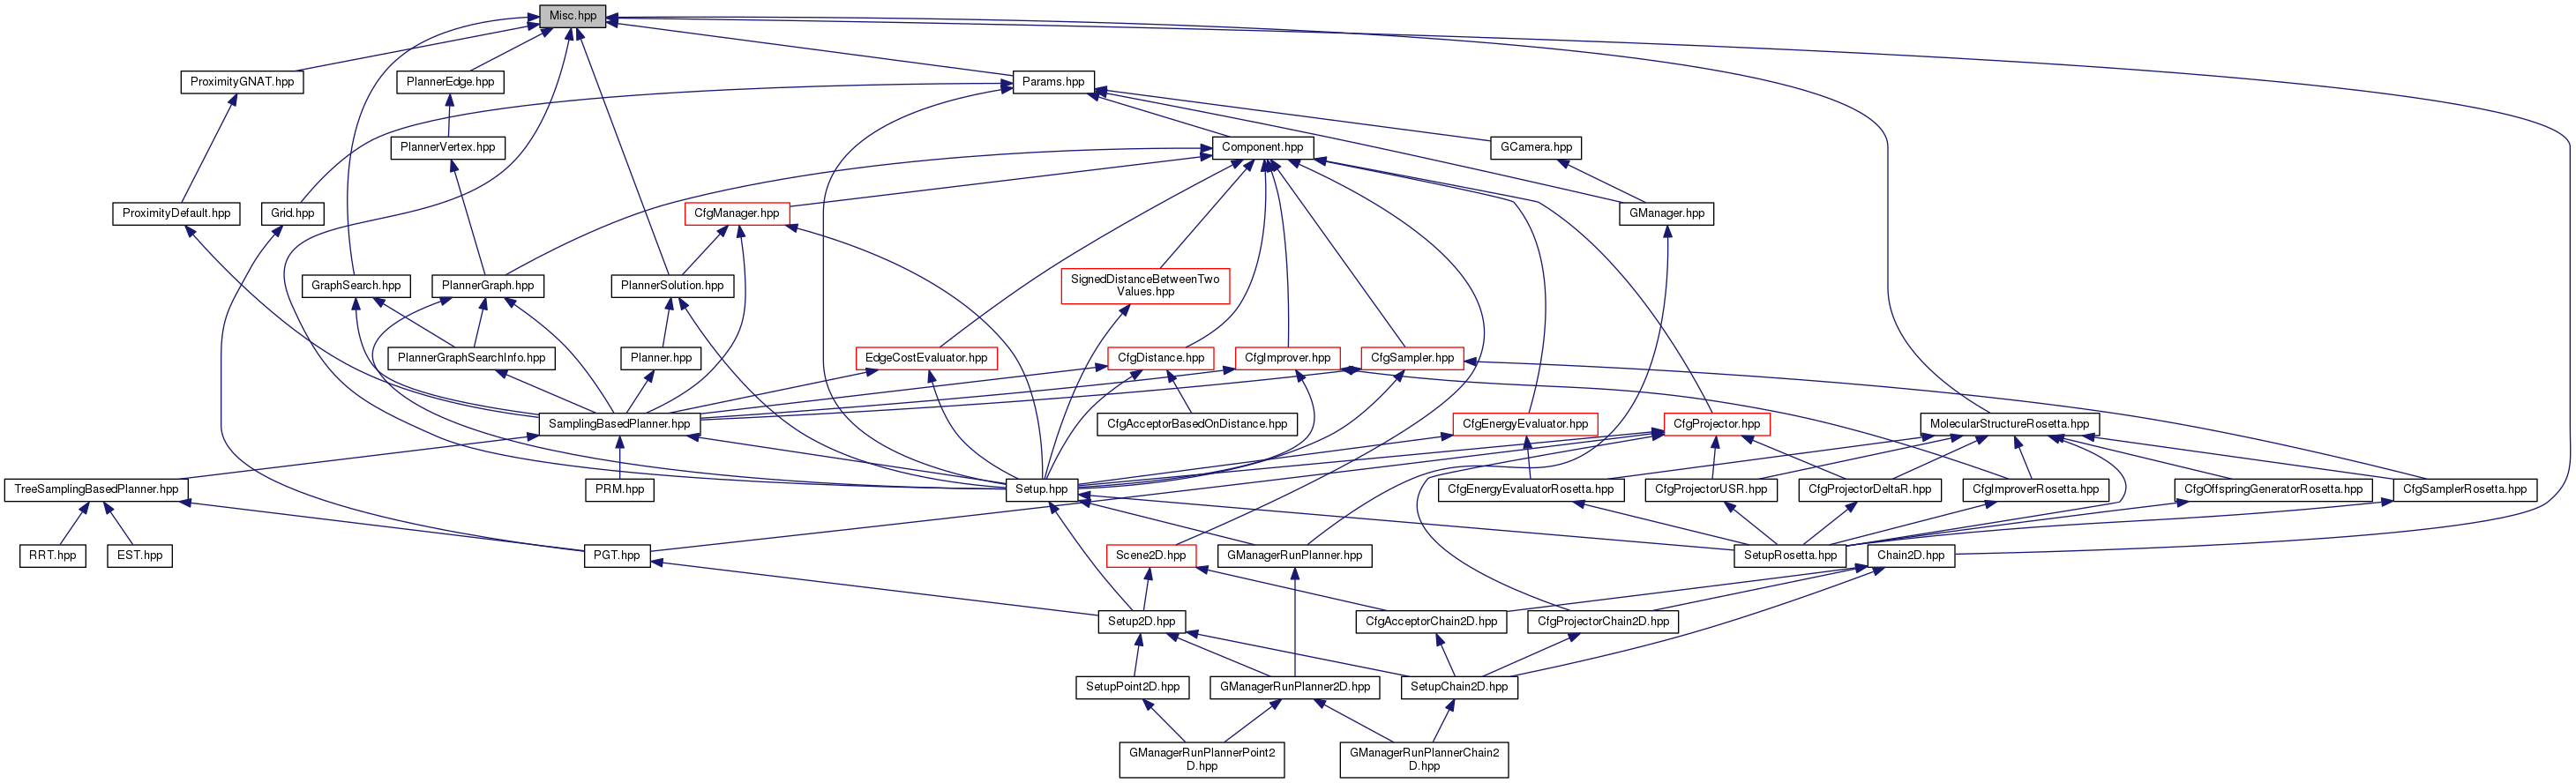 Misc.hpp
ProximityGNAT.hpp
PlannerEdge.hpp
Params.hpp
PlannerVertex.hpp
Component.hpp
GCamera.hpp
ProximityDefault.hpp
Grid.hpp
CfgManager.hpp
GManager.hpp
GraphSearch.hpp
PlannerGraph.hpp
PlannerSolution.hpp
SignedDistanceBetweenTwo
Values.hpp
PlannerGraphSearchInfo.hpp
Planner.hpp
EdgeCostEvaluator.hpp
CfgDistance.hpp
CfgImprover.hpp
CfgSampler.hpp
SamplingBasedPlanner.hpp
CfgAcceptorBasedOnDistance.hpp
CfgEnergyEvaluator.hpp
CfgProjector.hpp
MolecularStructureRosetta.hpp
TreeSamplingBasedPlanner.hpp
PRM.hpp
Setup.hpp
CfgEnergyEvaluatorRosetta.hpp
CfgProjectorUSR.hpp
CfgProjectorDeltaR.hpp
CfgImproverRosetta.hpp
CfgOffspringGeneratorRosetta.hpp
CfgSamplerRosetta.hpp
RRT.hpp
EST.hpp
PGT.hpp
Scene2D.hpp
GManagerRunPlanner.hpp
SetupRosetta.hpp
Chain2D.hpp
Setup2D.hpp
CfgAcceptorChain2D.hpp
CfgProjectorChain2D.hpp
SetupPoint2D.hpp
GManagerRunPlanner2D.hpp
SetupChain2D.hpp
GManagerRunPlannerPoint2
D.hpp
GManagerRunPlannerChain2
D.hpp